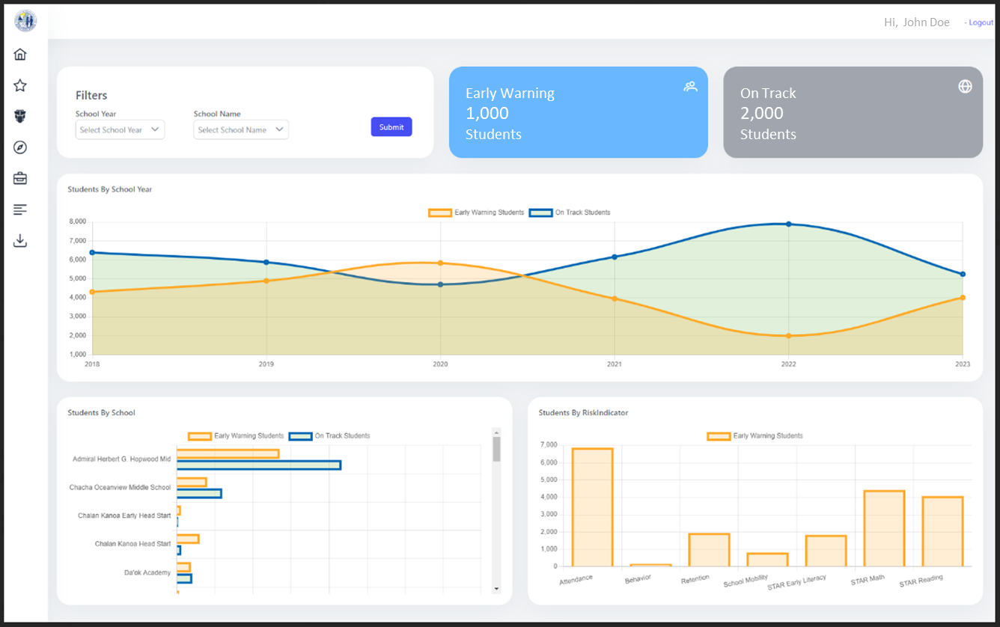 Hi, John Doe - Logout
Filters
School Year School Name
Select School Year Select School Name Submit
Early Warning
1,000
Students
On Track
2,000
Students
Students By School Year
Early Warning Students On Track Students
8,000
7,000
6,000
5,000
4,000
3,000
2,000
1,000
2018 2019 2020 2021 2022 2023
Students By School
Early Warning Students On Track Students
Admiral Herbert G. Hopwood Mid
Chacha Oceanview Middle School
Chalan Kanoa Early Head Start
Chalan Kanoa Head Start
Da'ok Academy
Students By RiskIndicator
Early Warning Students
7,000
6,000
5,000
4,000
3,000
2,000
1,000
0
Attendance Behavior Retention School Mobility STAR Early Literacy STAR Math STAR Reading